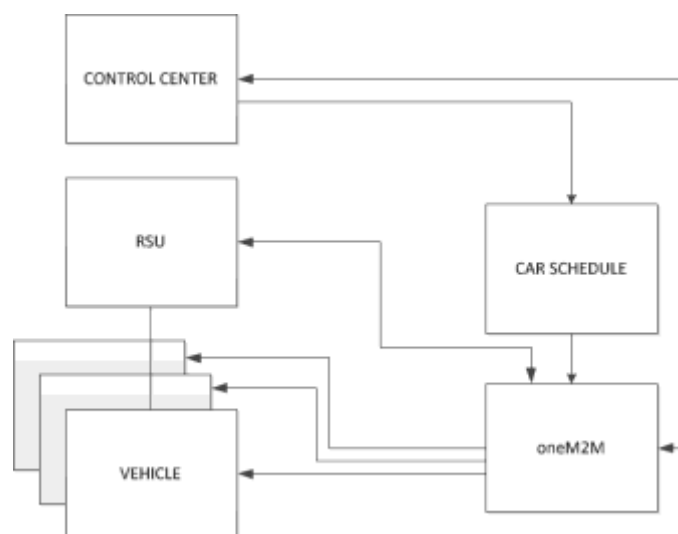 CONTROL CENTER
RSU
CAR SCHEDULE
oneM2M
VEHICLE